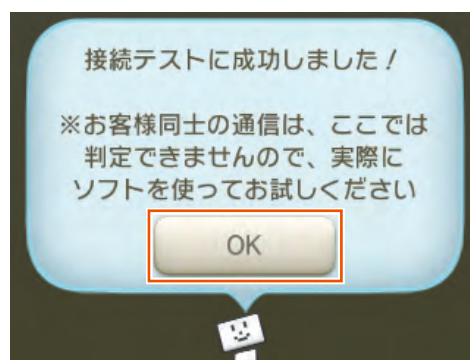 接続テストに成功しました！
※お客様同士の通信は、ここでは
判定できませんので、実際に
ソフトを使ってお試しください
OK